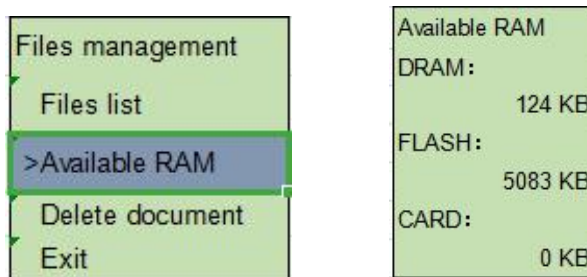 Files management
Files list
>Available RAM
Delete document
Exit
Available RAM
DRAM:
124 KB
FLASH:
5083 KB
CARD:
0 KB